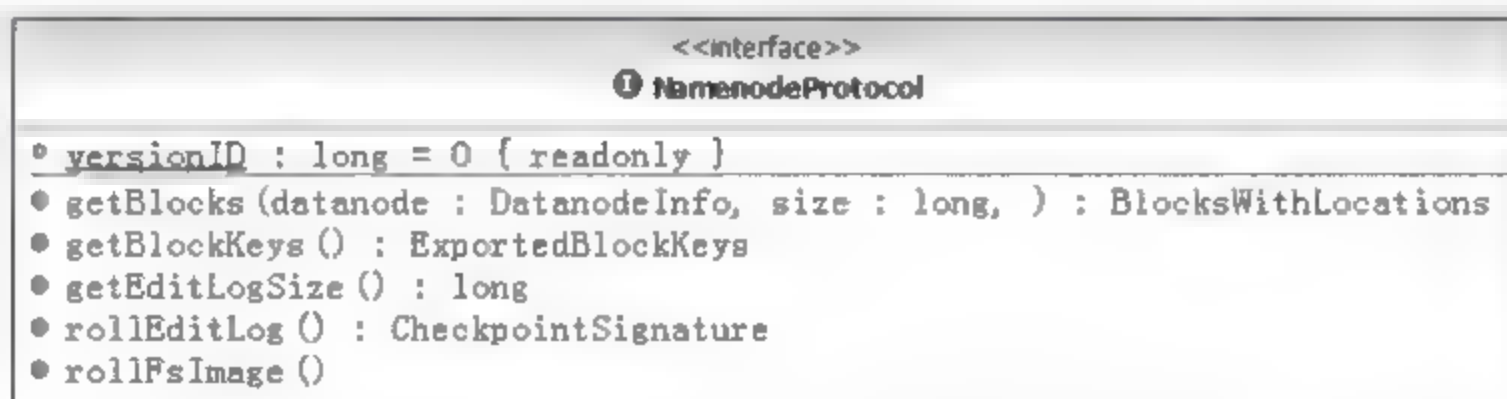 <<interface>>
I NamenodeProtocol
versionID : long = 0 { readonly }
getBlocks(datanode : DatanodeInfo, size : long, ) : BlocksWithLocations
getBlockKeys() : ExportedBlockKeys
getEditLogSize() : long
rollEditLog() : CheckpointSignature
rollFsImage()